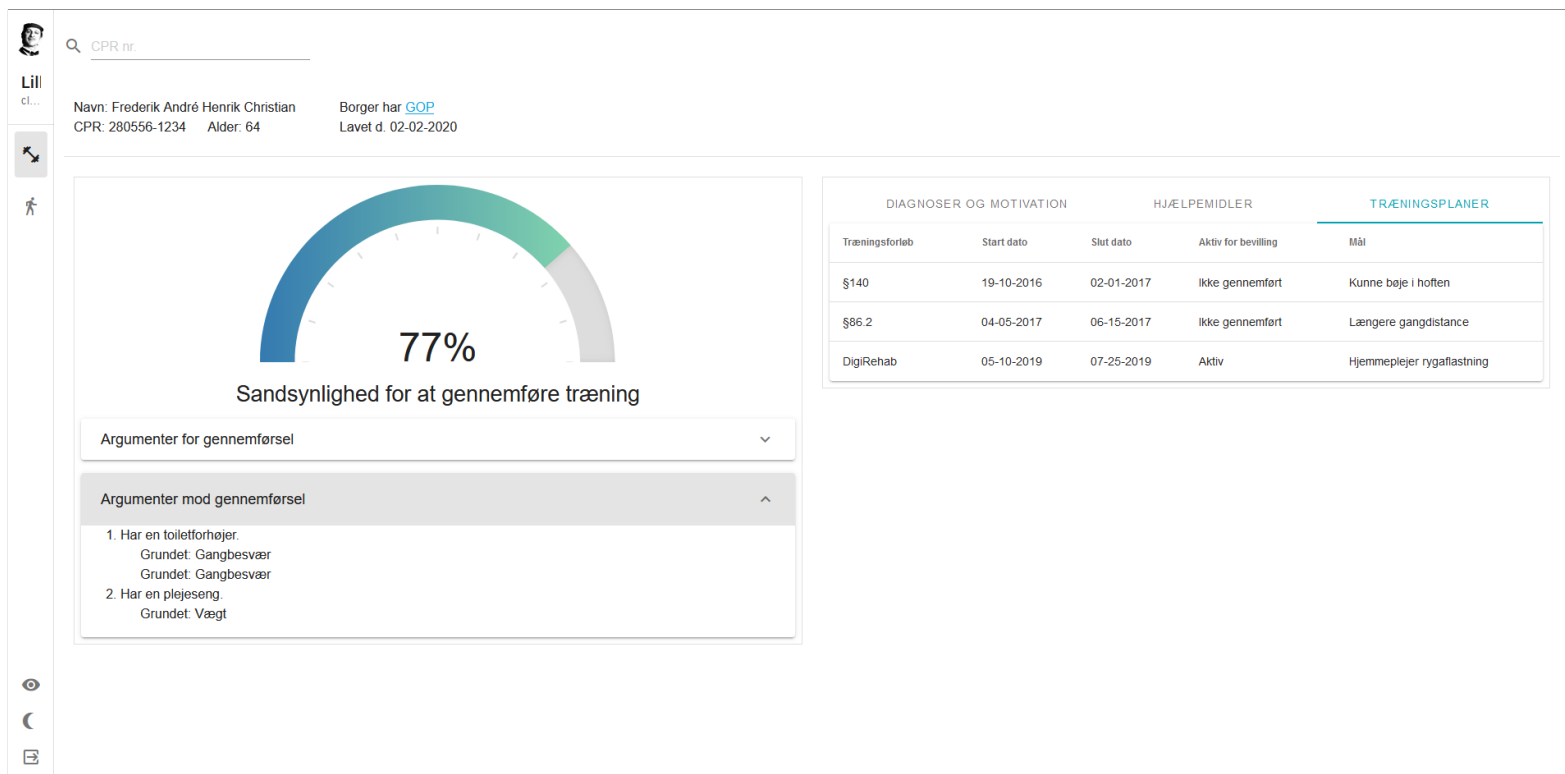 Lill
cl...
CPR nr.
Navn: Frederik André Henrik Christian
CPR: 280556-1234 Alder: 64
Borger har GOP
Lavet d. 02-02-2020
77%
Sandsynlighed for at gennemføre træning
Argumenter for gennemførsel
Argumenter mod gennemførsel
1. Har en toiletforhøjer.
Grundet: Gangbesvær
Grundet: Gangbesvær
2. Har en plejeseng.
Grundet: Vægt
DIAGNOSER OG MOTIVATION HJÆLPEMIDLER TRÆNINGSPLANER
Træningsforløb Start dato Slut dato Aktiv for bevilling Mål
§140 19-10-2016 02-01-2017 Ikke gennemført Kunne bøje i hoften
§86.2 04-05-2017 06-15-2017 Ikke gennemført Længere gangdistance
DigiRehab 05-10-2019 07-25-2019 Aktiv Hjemmeplejer rygaflastning